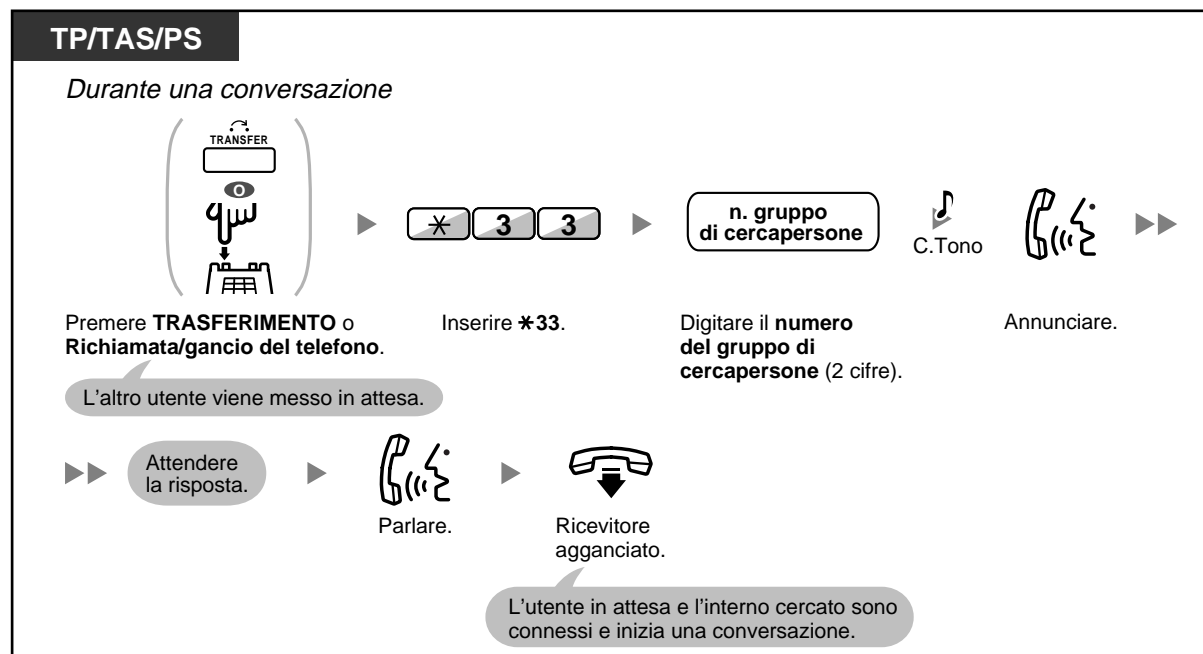 TP/TAS/PS
Durante una conversazione
TRANSFER
O
* 3 3
n. gruppo
di cercapersone
C.Tono
Premere TRASFERIMENTO o
Richiamata/gancio del telefono.
L'altro utente viene messo in attesa.
Inserire *33.
Digitare il numero
del gruppo di
cercapersone (2 cifre).
Annunciare.
Attendere
la risposta.
Parlare.
Ricevitore
agganciato.
L'utente in attesa e l'interno cercato sono
connessi e inizia una conversazione.